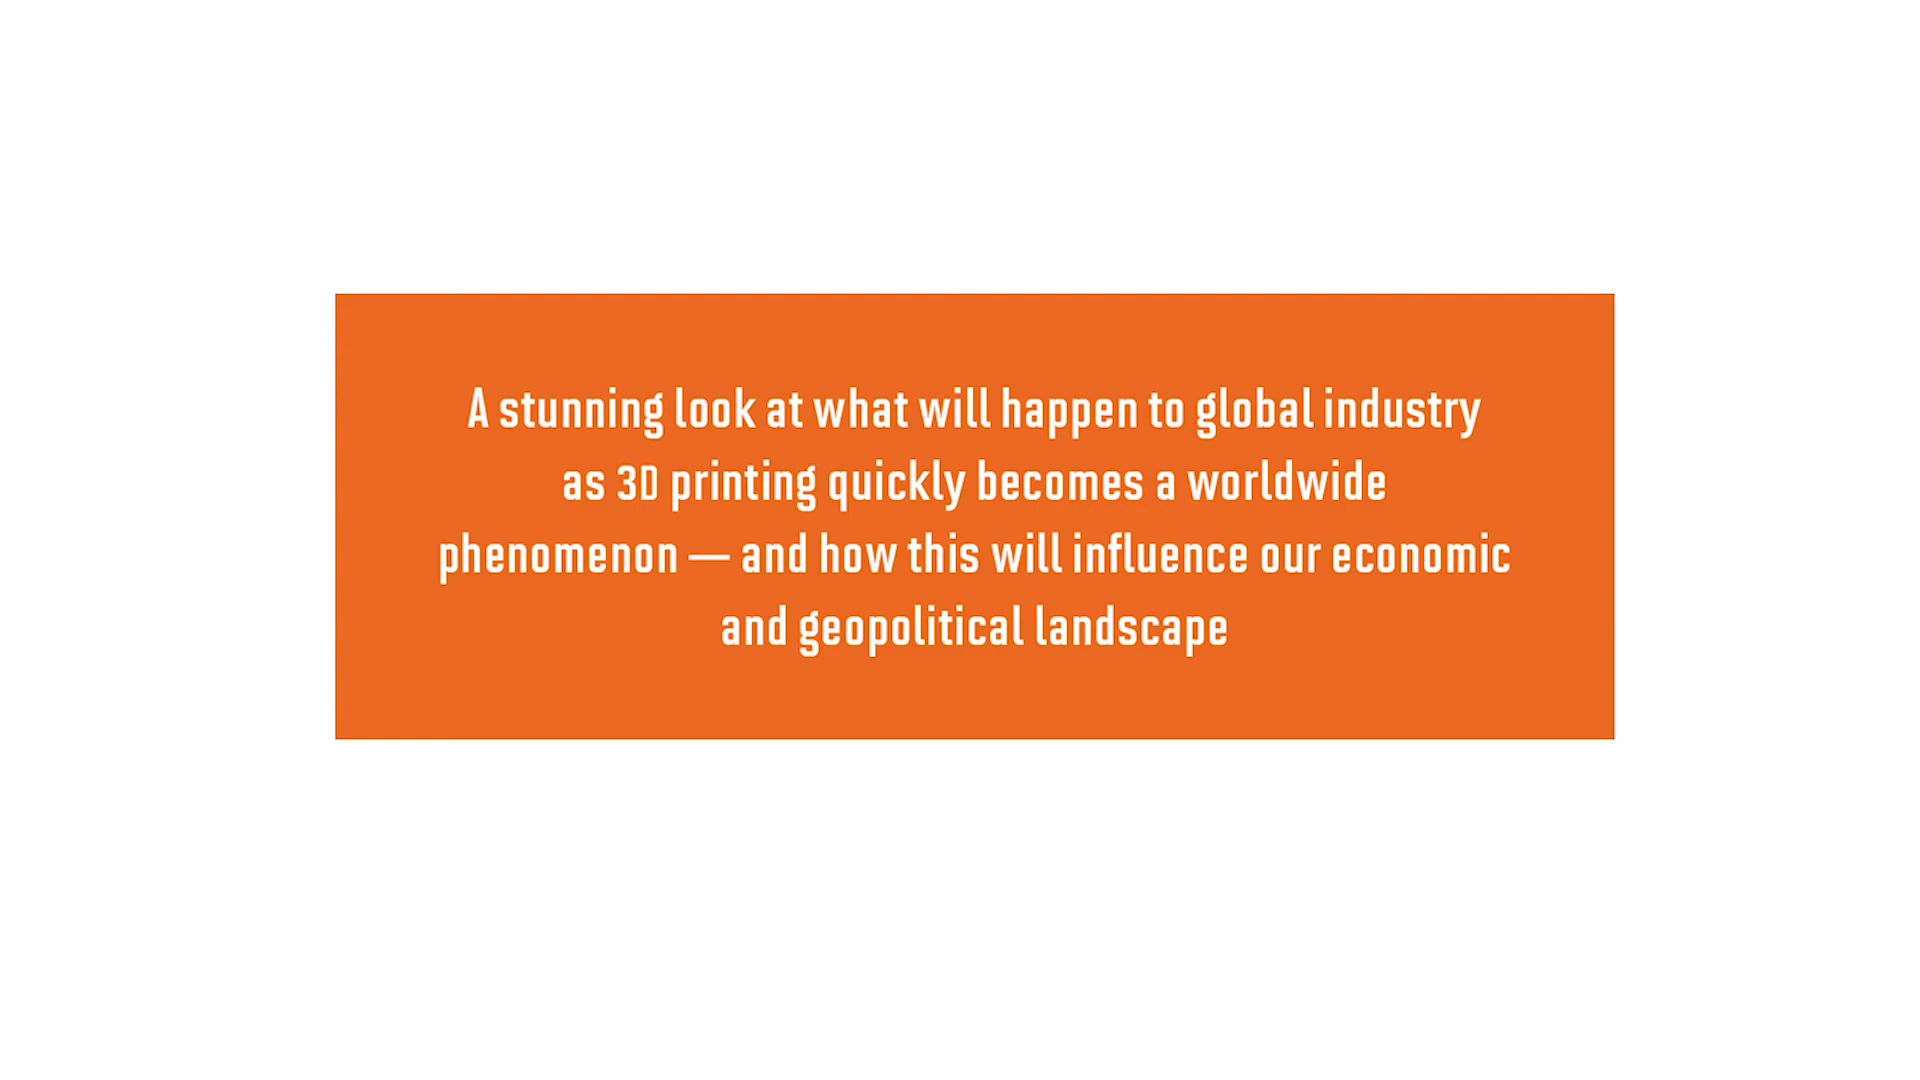 A stunning look at what will happen to global industry
as 3D printing quickly becomes a worldwide
phenomenon — and how this will influence our economic
and geopolitical landscape